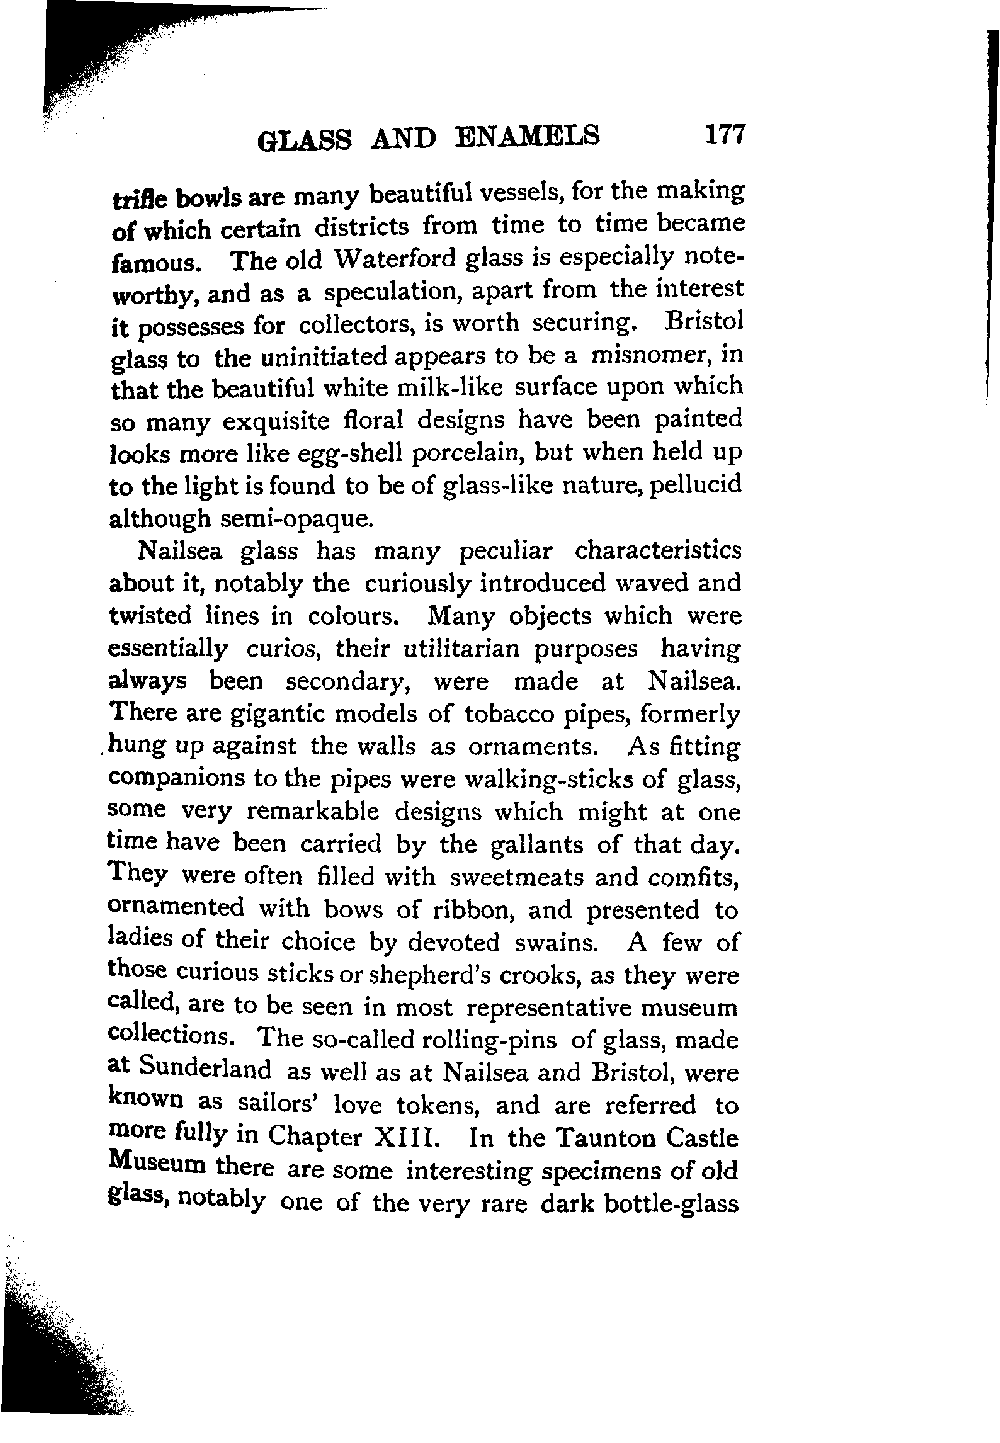 GLASS AND ENAMELS 177
trifle bowls are many beautiful vessels, for the making
of which certain districts from time to time became
famous. The old Waterford glass is especially note-
worthy, and as a speculation, apart from the interest
it possesses for collectors, is worth securing. Bristol
glass to the uninitiated appears to be a misnomer, in
that the beautiful white milk-like surface upon which
so many exquisite floral designs have been painted
looks more like egg-shell porcelain, but when held up
to the light is found to be of glass-like nature, pellucid
although semi-opaque.
Nailsea glass has many peculiar characteristics
about it, notably the curiously introduced waved and
twisted lines in colours. Many objects which were
essentially curios, their utilitarian purposes having
always been secondary, were made at Nailsea.
There are gigantic models of tobacco pipes, formerly
hung up against the walls as ornaments. As fitting
companions to the pipes were walking-sticks of glass,
some very remarkable designs which might at one
time have been carried by the gallants of that day.
They were often filled with sweetmeats and comfits,
ornamented with bows of ribbon, and presented to
ladies of their choice by devoted swains. A few of
those curious sticks or shepherd's crooks, as they were
called, are to be seen in most representative museum
collections. The so-called rolling-pins of glass, made
at Sunderland as well as at Nailsea and Bristol, were
known as sailors' love tokens, and are referred to
more fully in Chapter XIII. In the Taunton Castle
Museum there are some interesting specimens of old
glass, notably one of the very rare dark bottle-glass